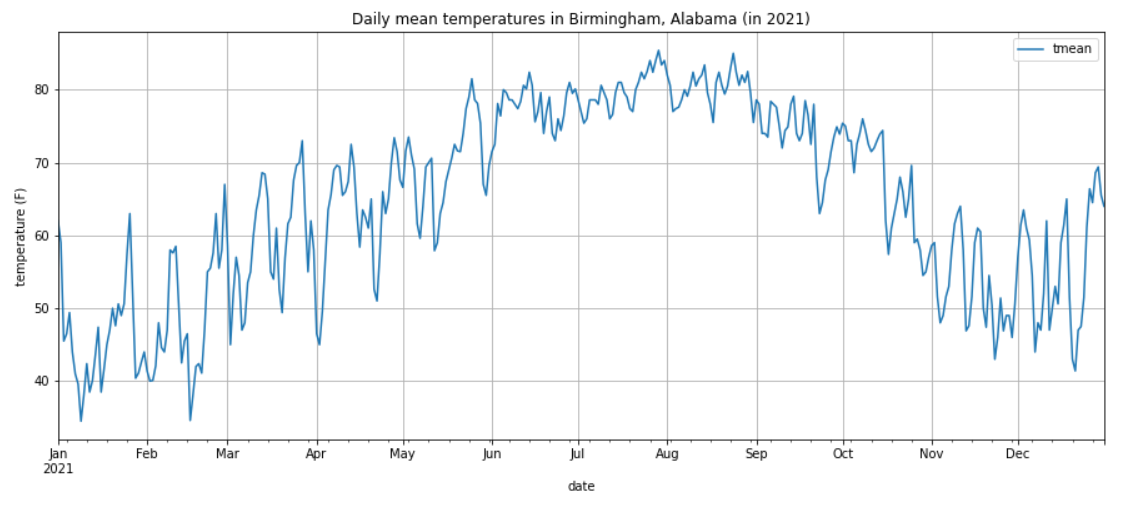 Daily mean temperatures in Birmingham, Alabama (in 2021)
tmean
temperature (F)
80
70
60
50
40
Jan Feb Mar Apr May Jun Jul Aug Sep Oct Nov Dec
2021
date